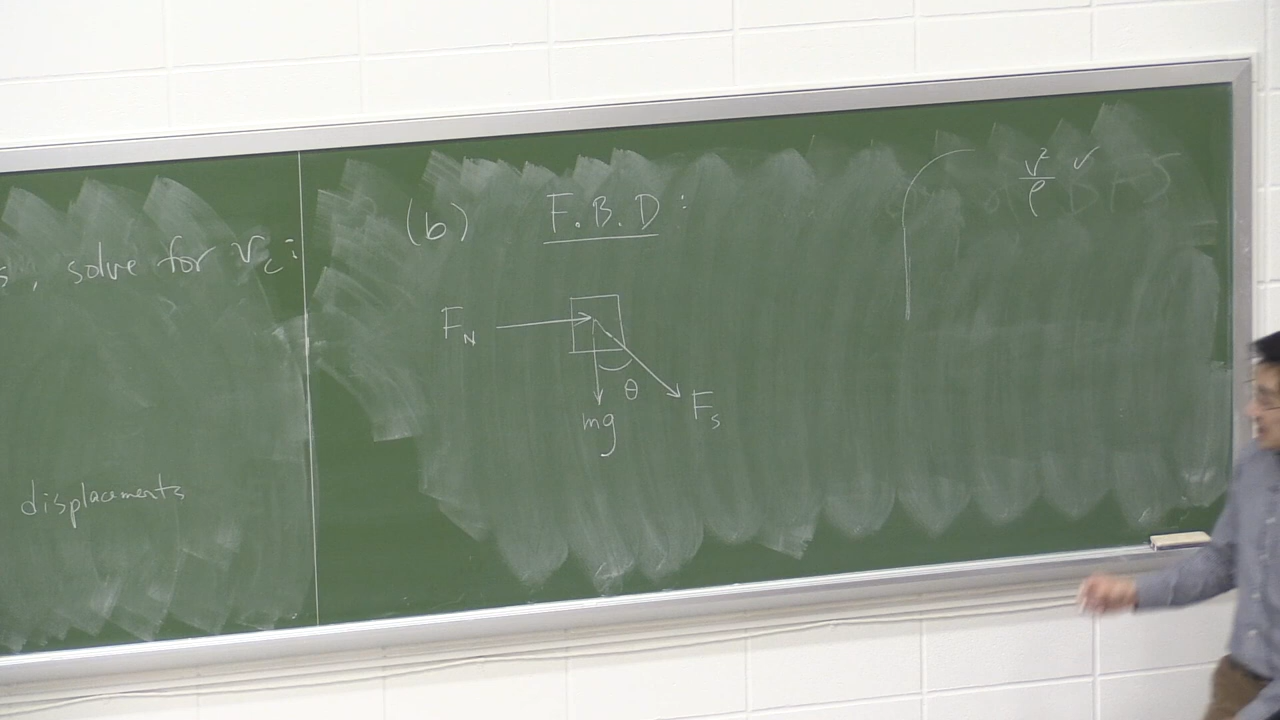 s, solve for v_c:
displacements
(b) F.B.D:
F_N
θ
mg
F_s
v²/ρ ✓